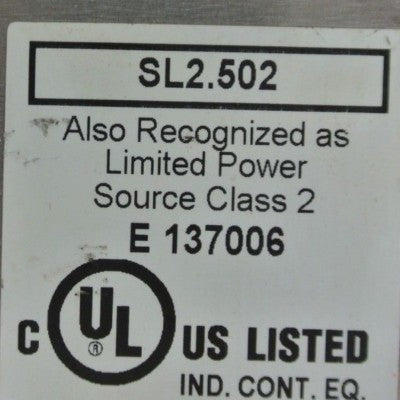 SL2.502
Also Recognized as
Limited Power
Source Class 2
E 137006
C UL ® US LISTED
IND. CONT. EQ.